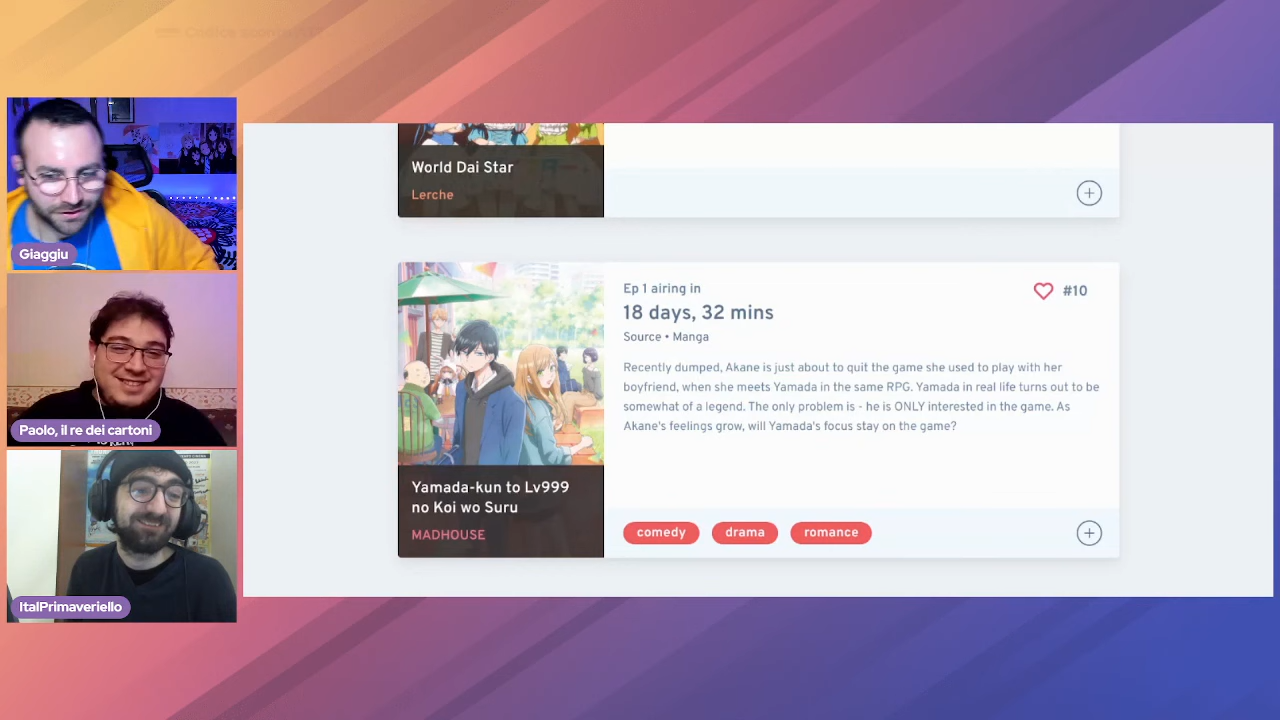 Giaggiu
Paolo, il re dei cartoni
ItalPrimaveriello
World Dai Star
Lerche
Yamada-kun to Lv999
no Koi wo Suru
MADHOUSE
Ep 1 airing in
18 days, 32 mins
Source • Manga
#10
Recently dumped, Akane is just about to quit the game she used to play with her
boyfriend, when she meets Yamada in the same RPG. Yamada in real life turns out to be
somewhat of a legend. The only problem is - he is ONLY interested in the game. As
Akane's feelings grow, will Yamada's focus stay on the game?
comedy
drama
romance